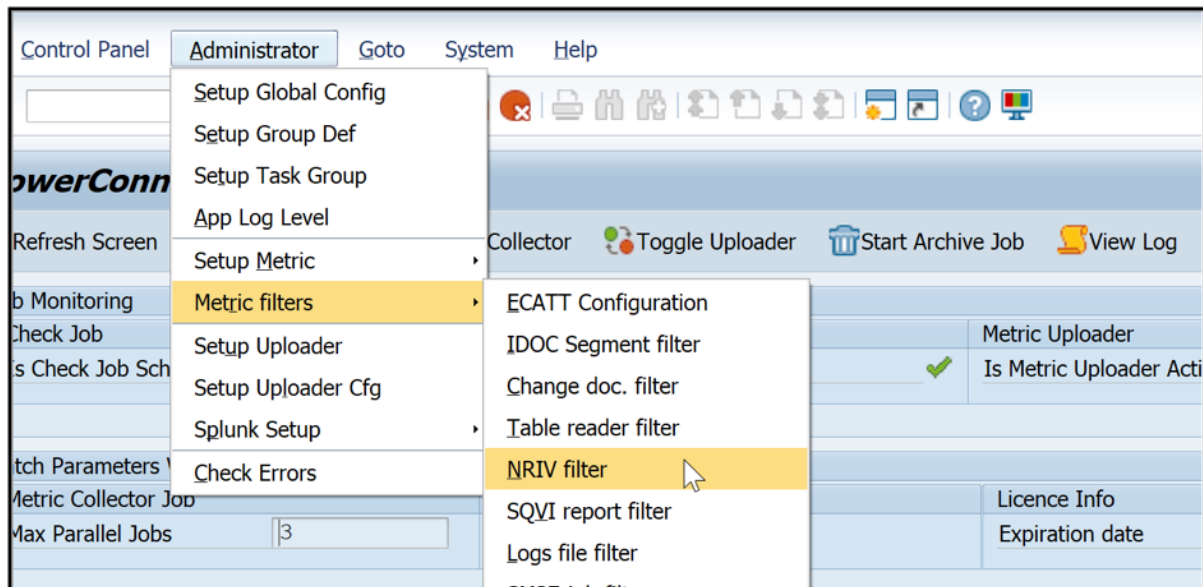 Control Panel Administrator Goto System Help
Setup Global Config
Setup Group Def
Setup Task Group
App Log Level
Setup Metric
Metric filters
Setup Uploader
Setup Uploader Cfg
Splunk Setup
Check Errors
owerConn
Refresh Screen Collector Toggle Uploader Start Archive Job View Log
ECATT Configuration
IDOC Segment filter
Change doc. filter
Table reader filter
NRIV filter
SQVI report filter
Logs file filter
b Monitoring
Check Job Metric Uploader
Is Check Job Sch Is Metric Uploader Acti
tch Parameters
Metric Collector Job Licence Info
Max Parallel Jobs 3 Expiration date